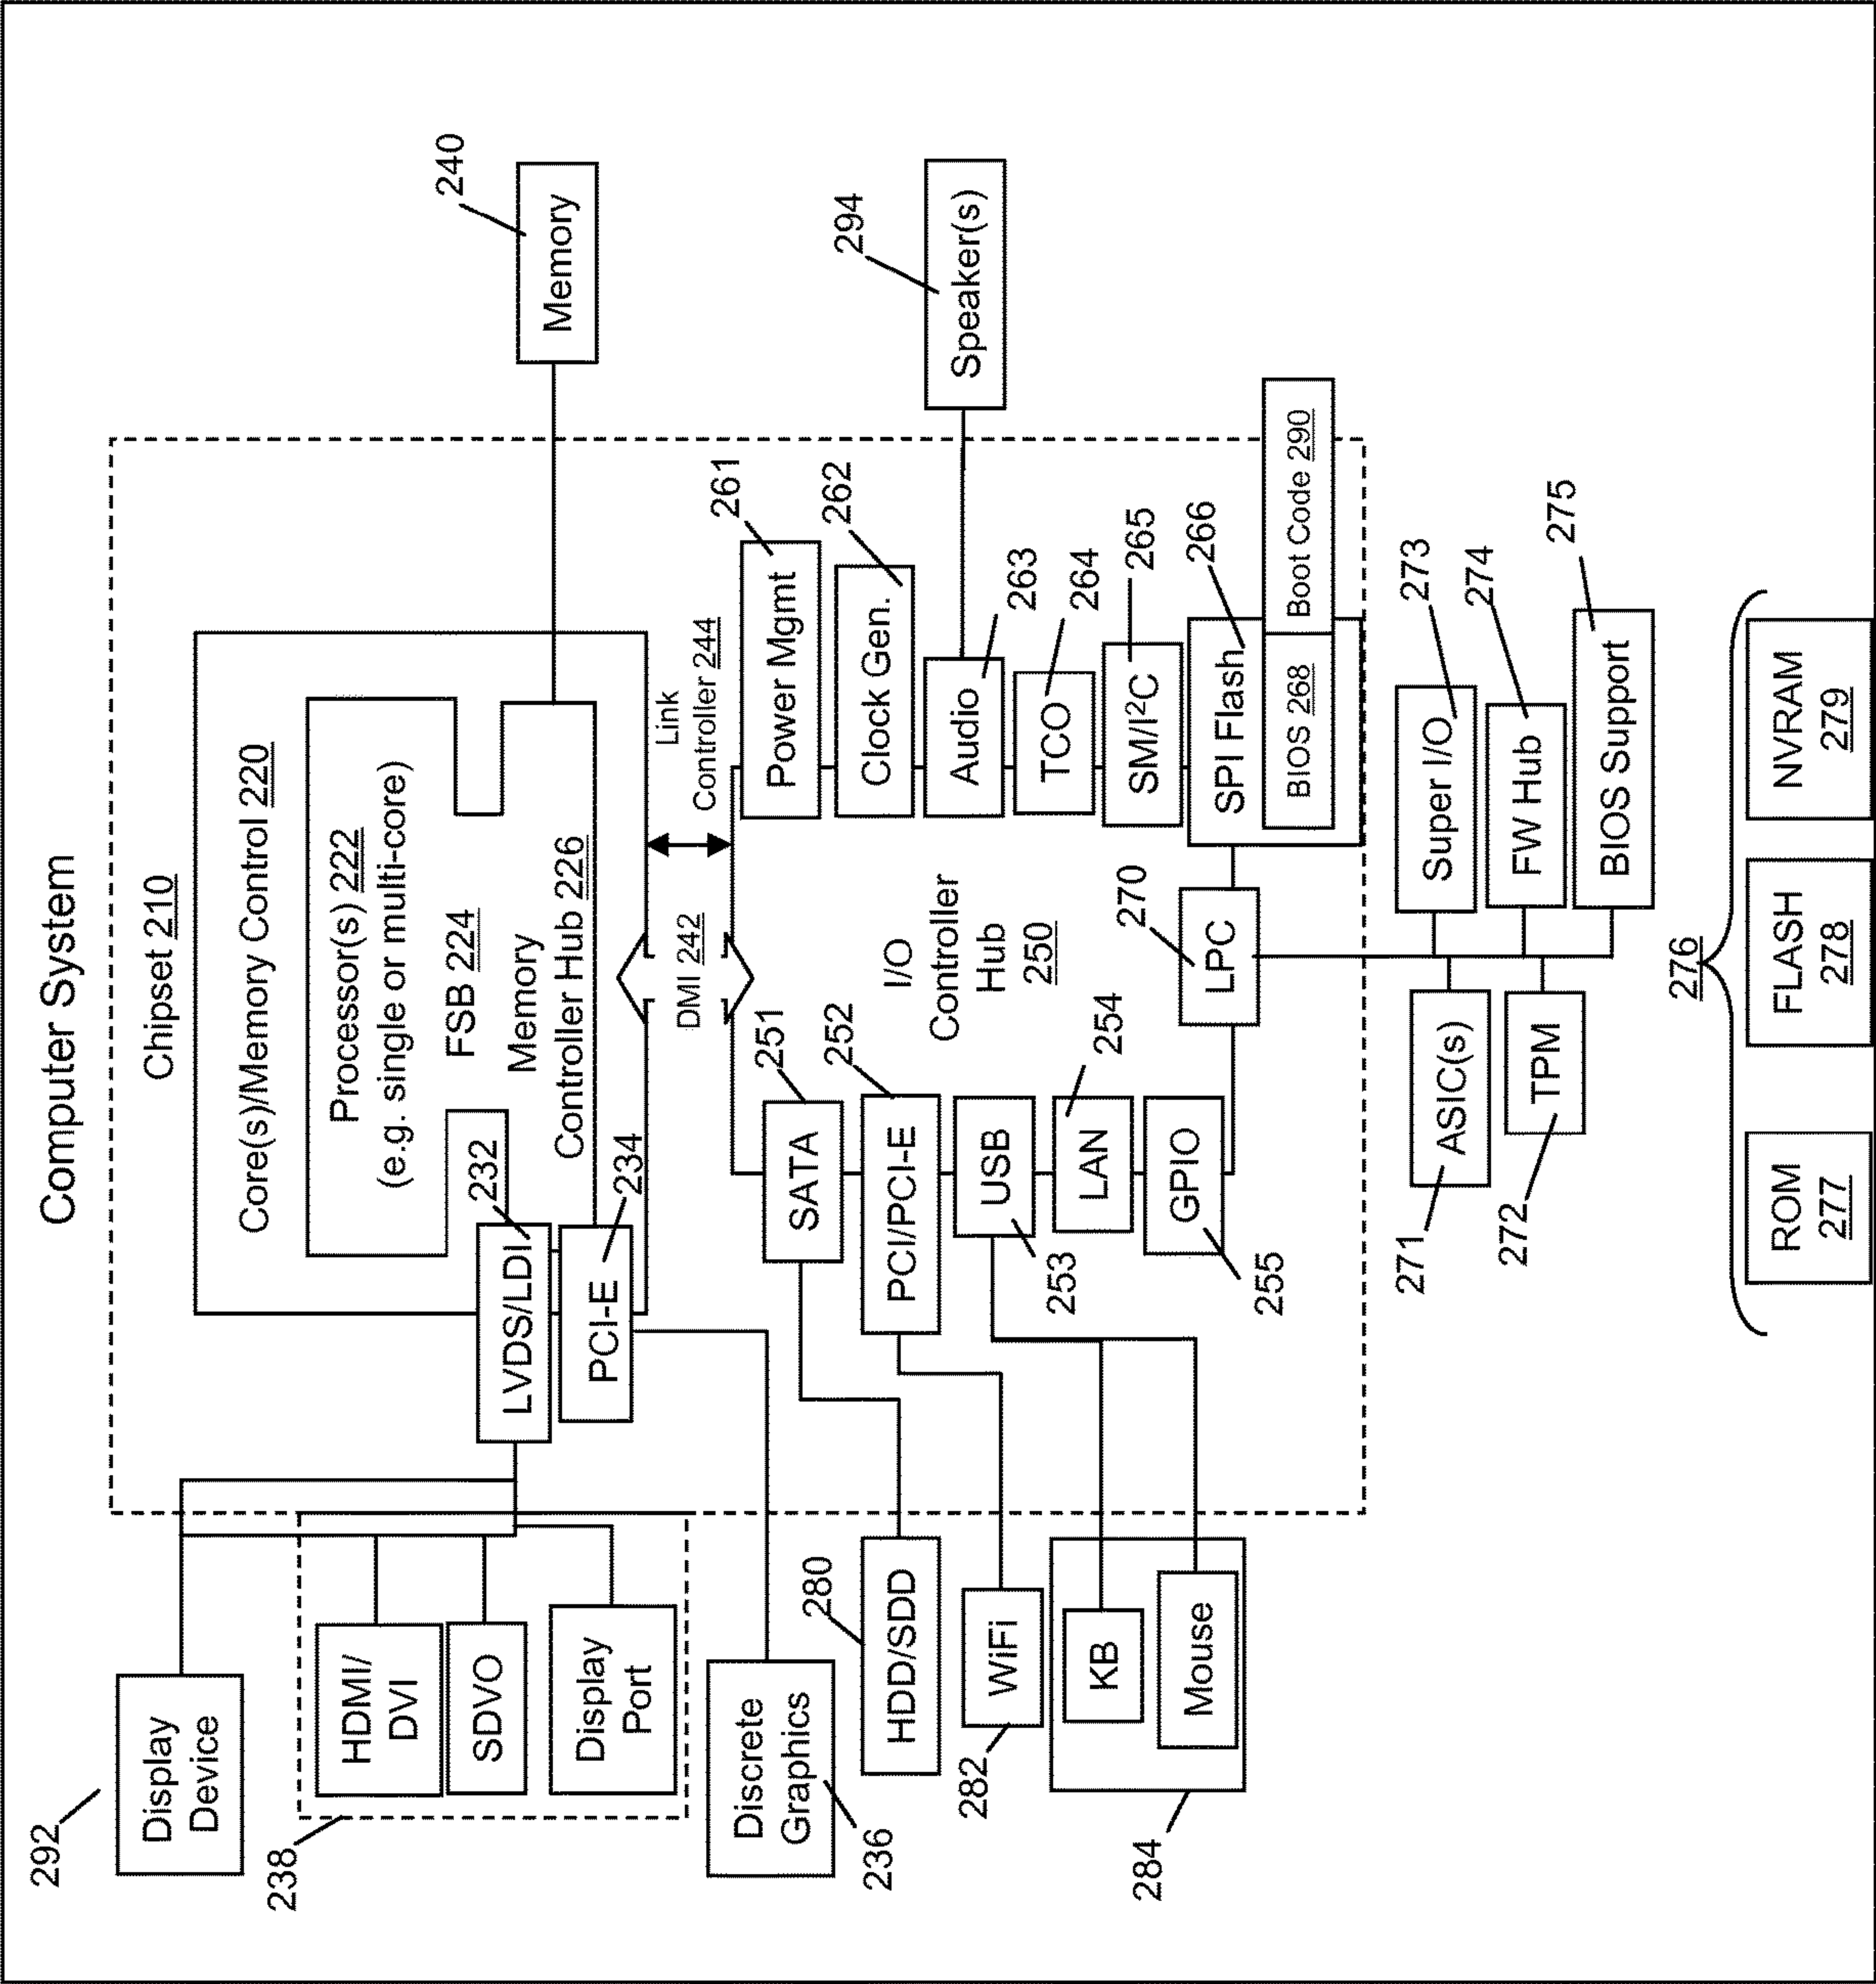 Computer System
Chipset 210
Core(s)/Memory Control 220
Processor(s) 222
(e.g. single or multi-core)
FSB 224
Memory
Controller Hub 226
232
LVDS/LDI
234
PCI-E
240
Memory
292
Display
Device
238
HDMI/
DVI
SDVO
Display
Port
Discrete
Graphics
236
DMI 242
Link
Controller 244
I/O
Controller
Hub
250
251
SATA
252
PCI/PCI-E
USB
253
254
LAN
GPIO
255
261
Power Mgmt
262
Clock Gen.
Audio
263
294
Speaker(s)
TCO
264
SM/I²C
265
SPI Flash
266
BIOS 268
Boot Code 290
270
LPC
280
HDD/SDD
WiFi
282
KB
Mouse
284
ASIC(s)
271
TPM
272
Super I/O
273
FW Hub
274
BIOS Support
275
276
ROM
277
FLASH
278
NVRAM
279